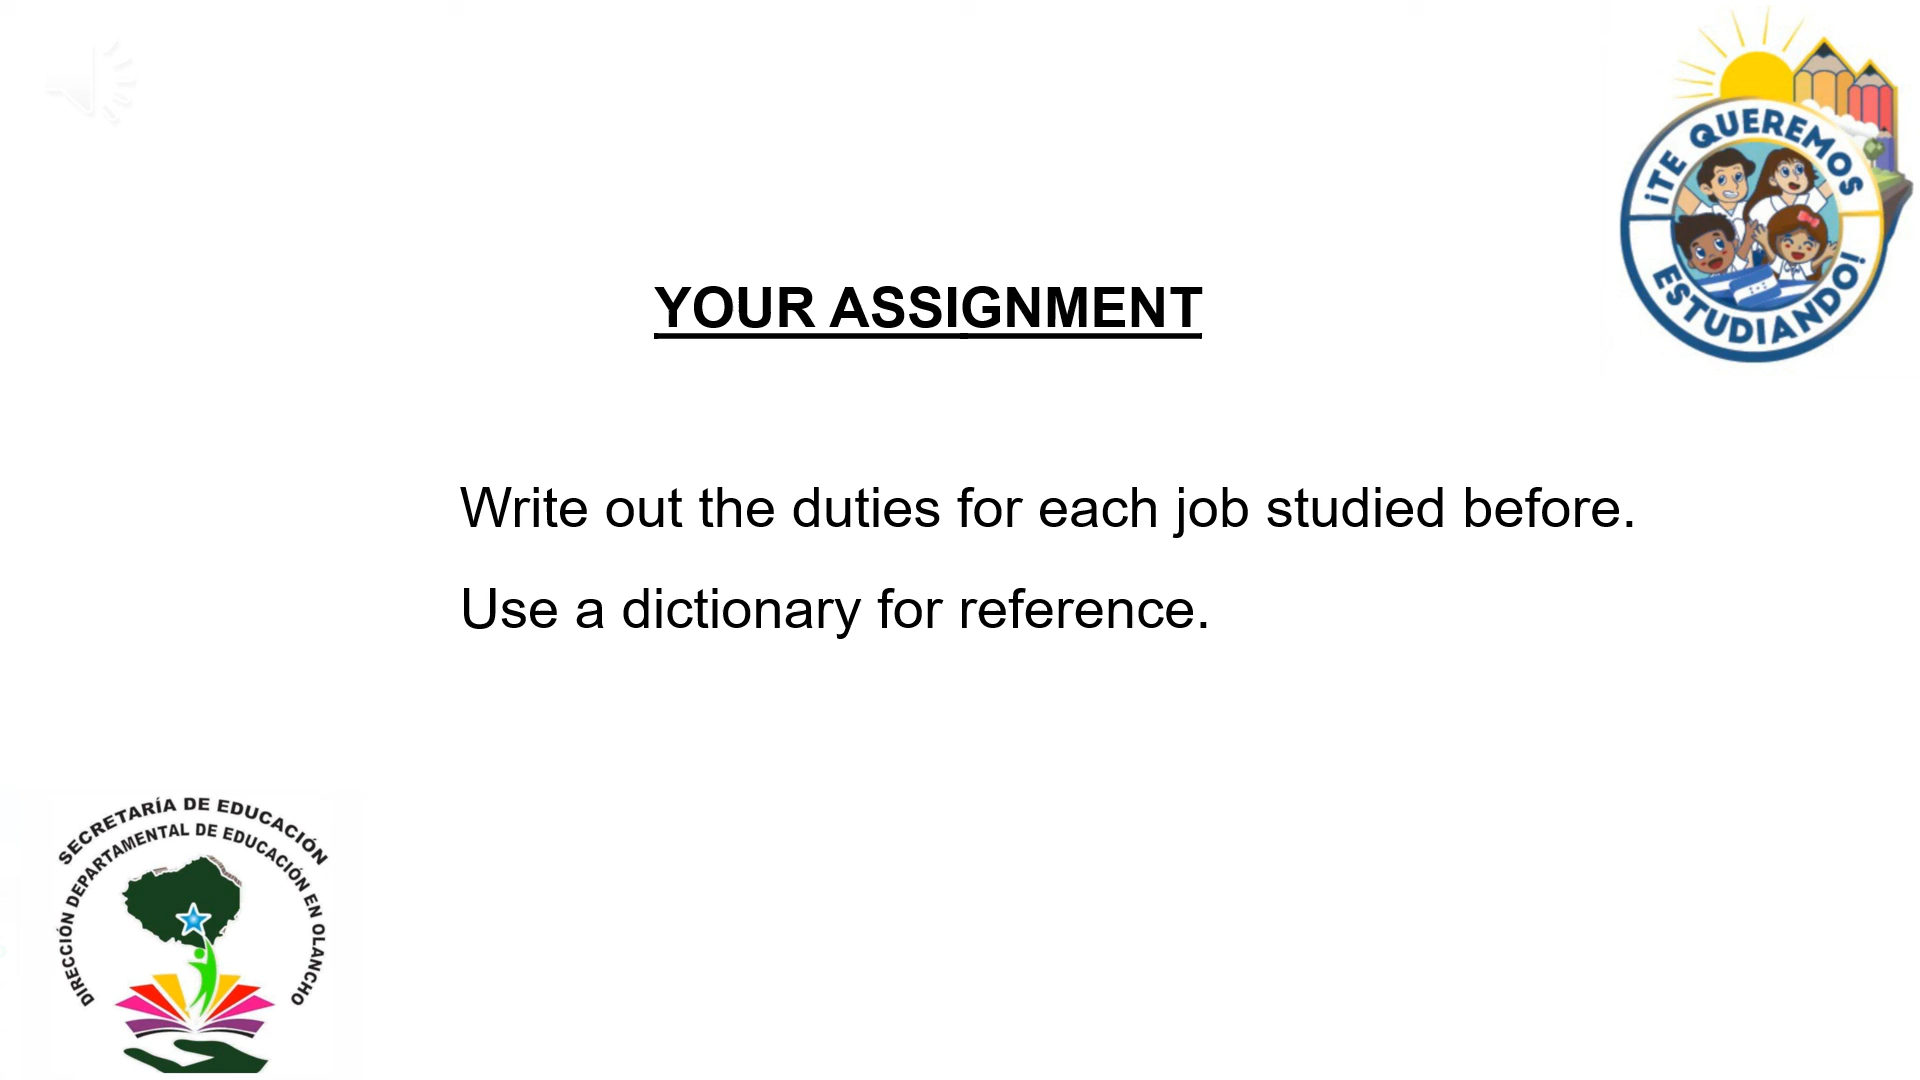 ¡TE QUEREMOS
ESTUDIANDO!
YOUR ASSIGNMENT
Write out the duties for each job studied before.
Use a dictionary for reference.
SECRETARÍA DE EDUCACIÓN
DIRECCIÓN DEPARTAMENTAL DE EDUCACIÓN EN OLANCHO